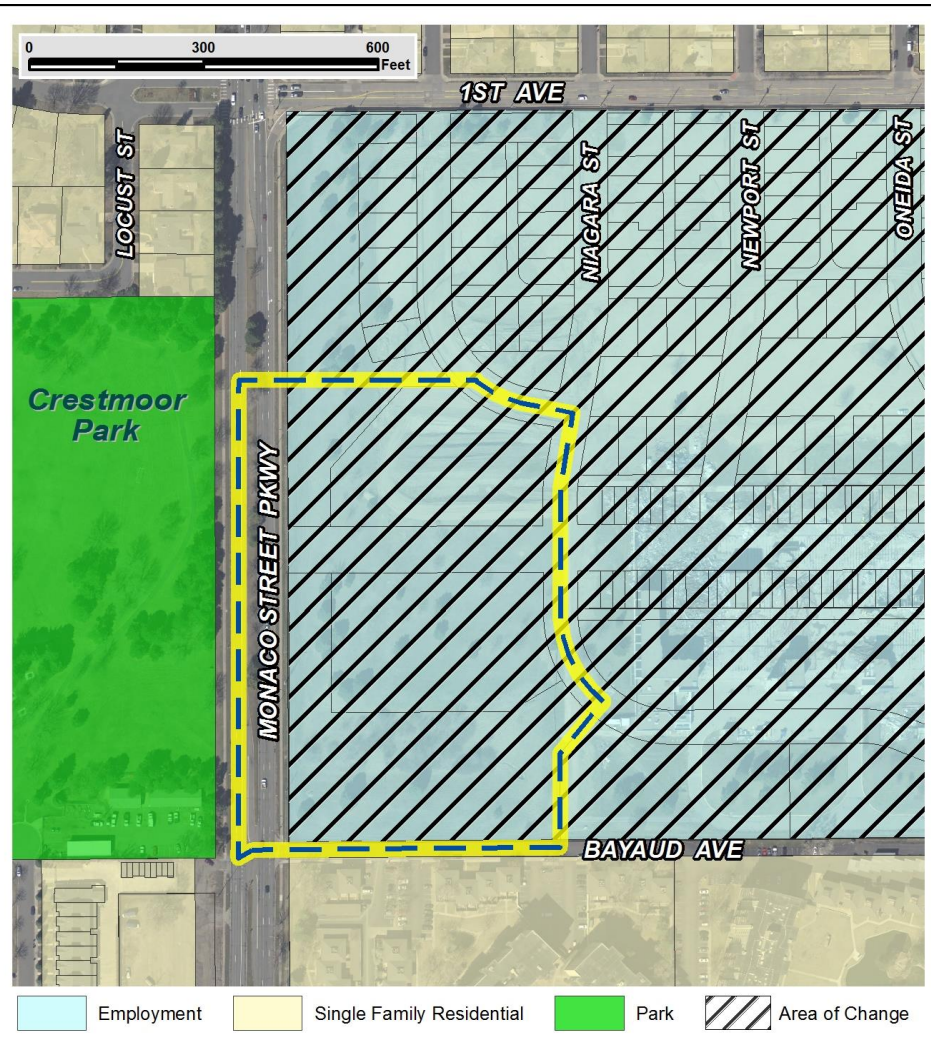 0 300 600
Feet
1ST AVE
LOCUST ST
NIAGARA ST
NEWPORT ST
ONEIDA ST
Crestmoor
Park
MONACO STREET PKWY
BAYAUD AVE
Employment
Single Family Residential
Park
Area of Change